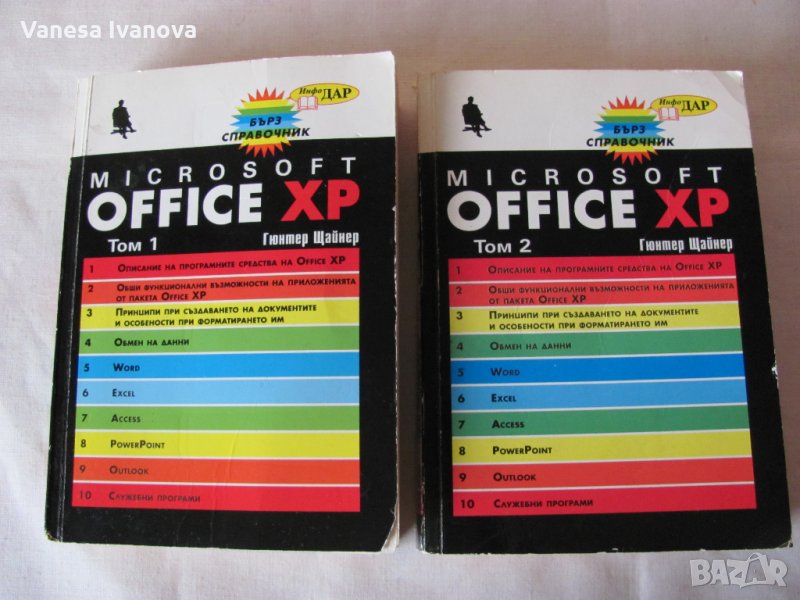 Vanesa Ivanova
Инфо ДАР
БЪРЗ
СПРАВОЧНИК
MICROSOFT
OFFICE XP
Том 1 Гюнтер Щайнер
1 Описание на програмните средства на Office XP
2 Общи функционални възможности на приложенията
от пакета Office XP
3 Принципи при създаването на документите
и особености при форматирането им
4 Обмен на данни
5 Word
6 Excel
7 Access
8 PowerPoint
9 Outlook
10 Служебни програми
Инфо ДАР
БЪРЗ
СПРАВОЧНИК
MICROSOFT
OFFICE XP
Том 2 Гюнтер Щайнер
1 Описание на програмните средства на Office XP
2 Общи функционални възможности на приложенията
от пакета Office XP
3 Принципи при създаването на документите
и особености при форматирането им
4 Обмен на данни
5 Word
6 Excel
7 Access
8 PowerPoint
9 Outlook
10 Служебни програми
BAZAR